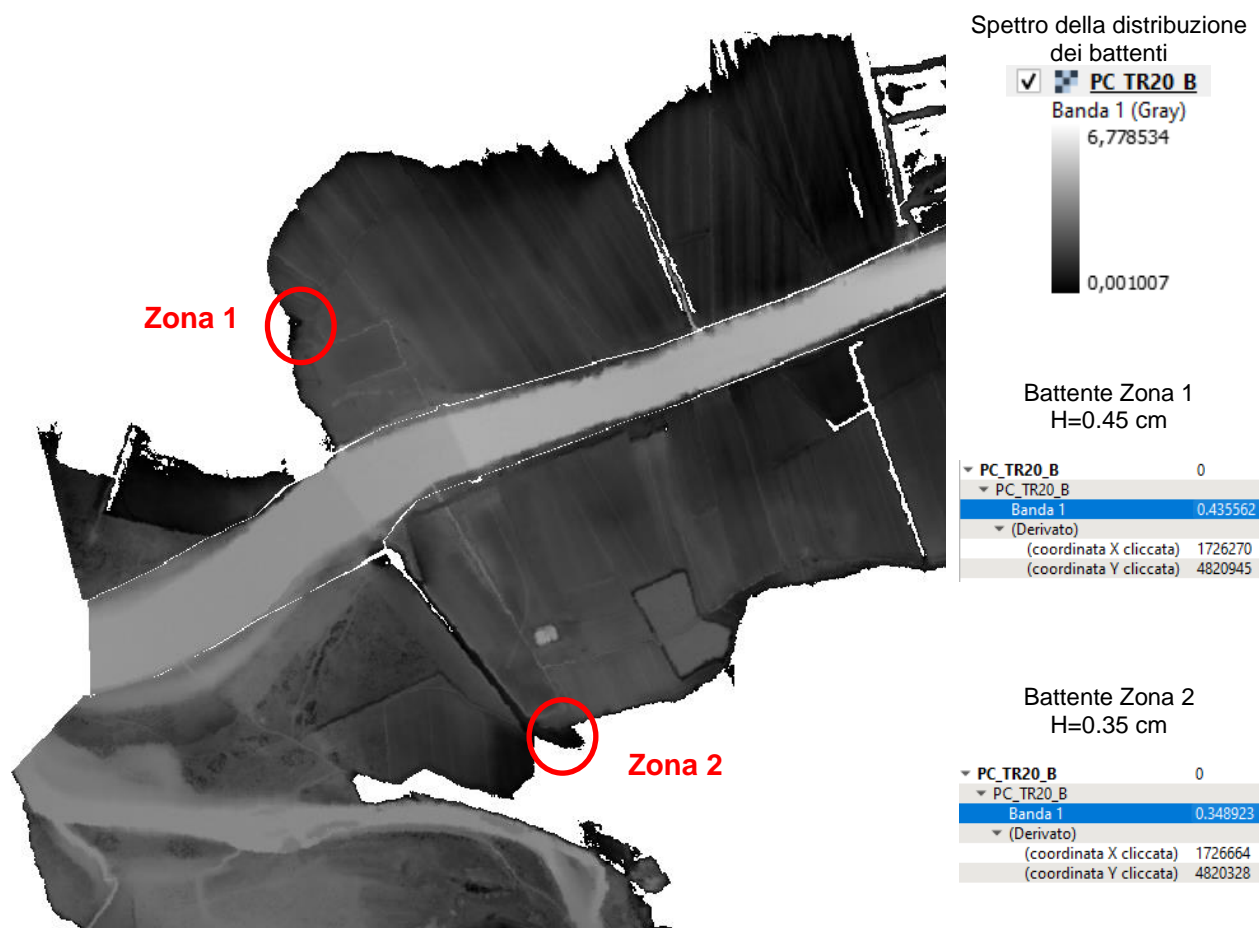 Spettro della distribuzione
dei battenti
PC_TR20_B
Banda 1 (Gray)
6,778534
0,001007
Zona 1
Battente Zona 1
H=0.45 cm
PC_TR20_B 0
PC_TR20_B
Banda 1 0.435562
(Derivato)
(coordinata X cliccata) 1726270
(coordinata Y cliccata) 4820945
Zona 2
Battente Zona 2
H=0.35 cm
PC_TR20_B 0
PC_TR20_B
Banda 1 0.348923
(Derivato)
(coordinata X cliccata) 1726664
(coordinata Y cliccata) 4820328